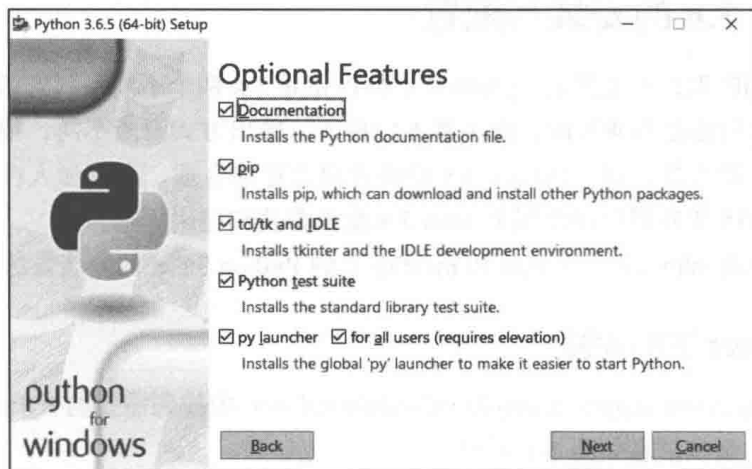 Python 3.6.5 (64-bit) Setup
Optional Features
Documentation
Installs the Python documentation file.
pip
Installs pip, which can download and install other Python packages.
td/tk and IDLE
Installs tkinter and the IDLE development environment.
Python test suite
Installs the standard library test suite.
py launcher for all users (requires elevation)
Installs the global 'py' launcher to make it easier to start Python.
python
for
windows
Back Next Cancel